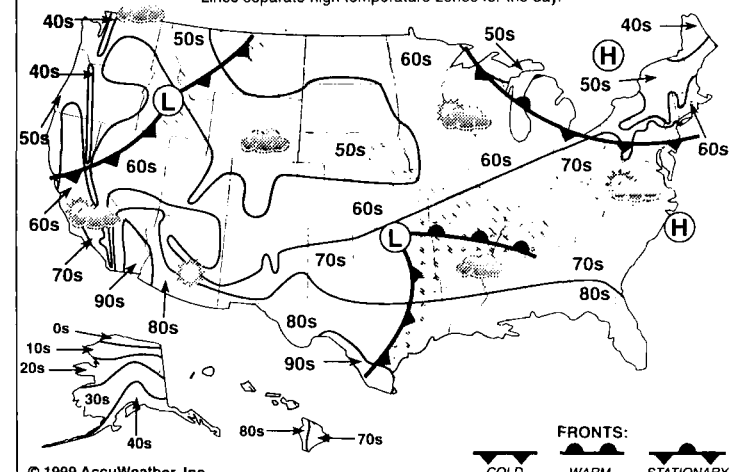 Lines separate high temperature zones for the day.
40s
50s
40s
50s
60s
40s
H
50s
L
50s
50s
60s
60s
60s
70s
60s
60s
60s
H
L
70s
70s
70s
90s
80s
80s
80s
90s
0s
10s
20s
30s
40s
80s
70s
FRONTS:
COLD WARM STATIONARY
© 1999 AccuWeather, Inc.